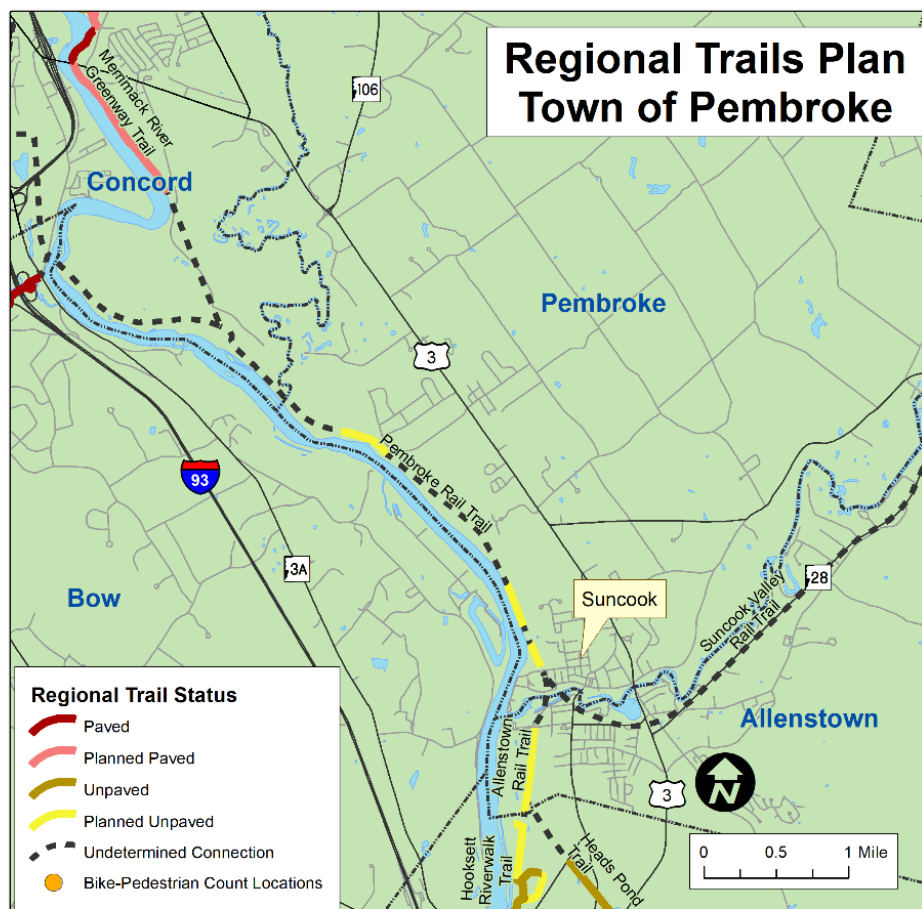 Regional Trails Plan
Town of Pembroke
106
Merrimack River
Greenway Trail
Concord
Pembroke
3
Pembroke Rail Trail
93
3A
Bow
Suncook
28
Suncook Valley
Rail Trail
Allenstown
Allenstown
Rail Trail
3
N
Hooksett
Riverwalk
Trail
Heads Pond
Trail
Regional Trail Status
Paved
Planned Paved
Unpaved
Planned Unpaved
Undetermined Connection
Bike-Pedestrian Count Locations
0 0.5 1 Mile